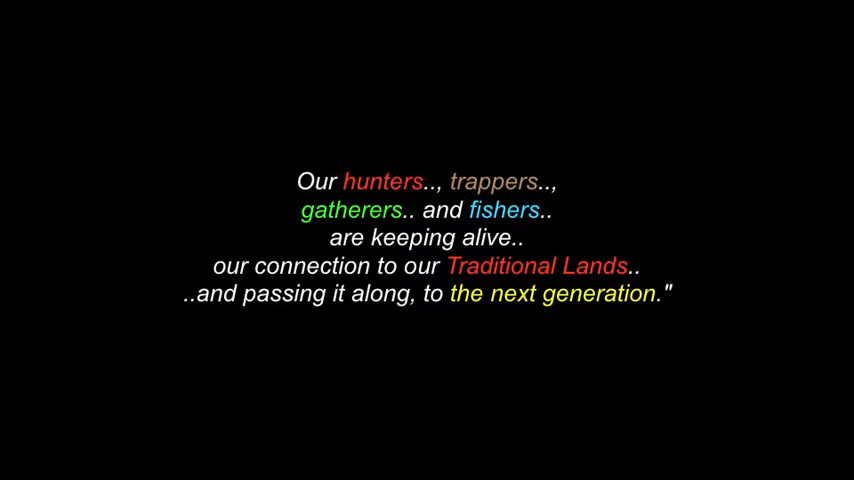 Our hunters.., trappers..,
gatherers.. and fishers..
are keeping alive..
our connection to our Traditional Lands..
..and passing it along, to the next generation."